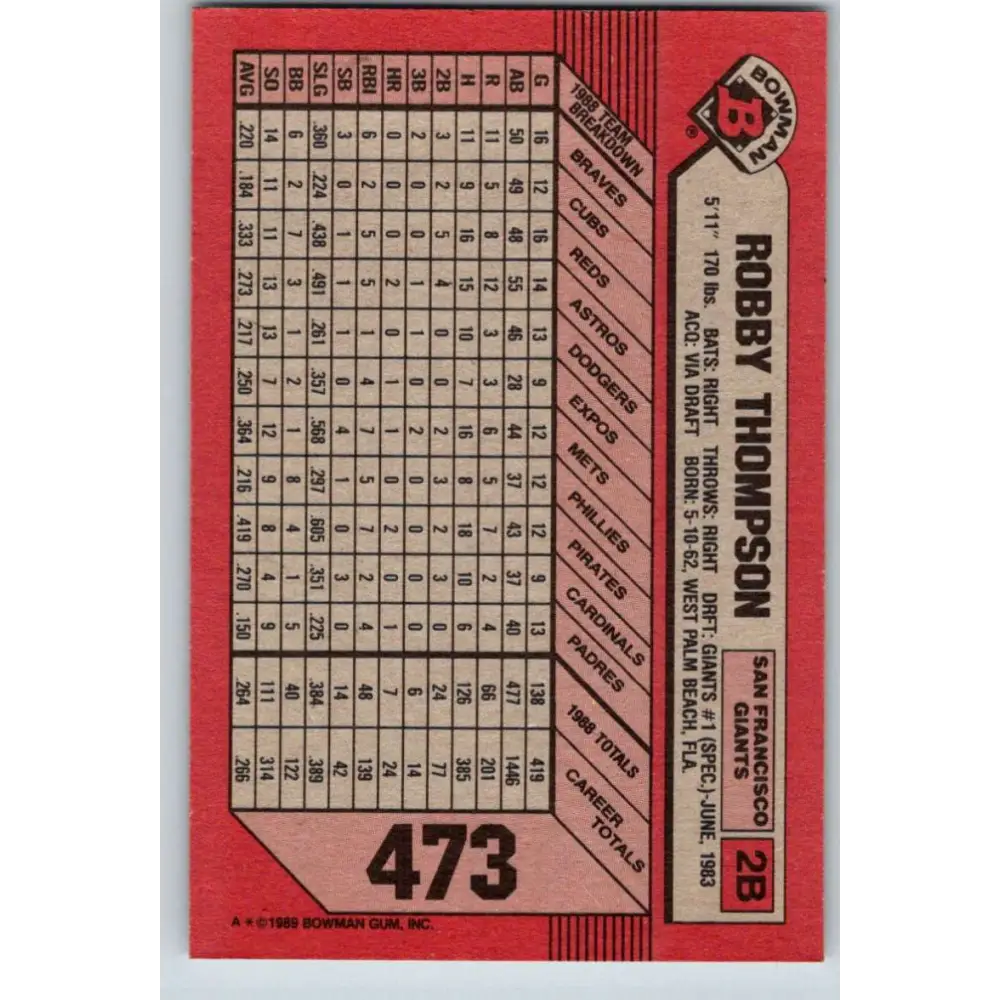 BOWMAN
B
®
ROBBY THOMPSON
SAN FRANCISCO
GIANTS
2B
5'11" 170 lbs. BATS: RIGHT THROWS: RIGHT DRFT: GIANTS #1 (SPEC.)-JUNE, 1983
ACQ: VIA DRAFT BORN: 5-10-62, WEST PALM BEACH, FLA.
1988 TEAM
BREAKDOWN
BRAVES
CUBS
REDS
ASTROS
DODGERS
EXPOS
METS
PHILLIES
PIRATES
CARDINALS
PADRES
1988 TOTALS
CAREER
TOTALS
G 16 12 16 14 13 9 12 12 12 9 13 138 419
AB 50 49 48 55 46 28 44 37 43 37 40 477 1446
R 11 5 8 12 3 3 6 5 7 2 4 66 201
H 11 9 16 15 10 7 16 8 18 10 6 126 385
2B 3 2 5 4 0 0 2 3 2 3 0 24 77
3B 2 0 0 1 1 0 2 0 0 0 0 6 14
HR 0 0 0 2 0 1 1 0 2 0 1 7 24
RBI 6 2 5 5 1 4 7 5 7 2 4 48 139
SB 3 0 1 1 1 0 4 1 0 3 0 14 42
SLG .360 .224 .438 .491 .261 .357 .568 .297 .605 .351 .225 .384 .389
BB 6 2 7 3 1 2 1 8 4 1 5 40 122
SO 14 11 11 13 13 7 12 9 8 4 9 111 314
AVG .220 .184 .333 .273 .217 .250 .364 .216 .419 .270 .150 .264 .266
473
A *©1989 BOWMAN GUM, INC.